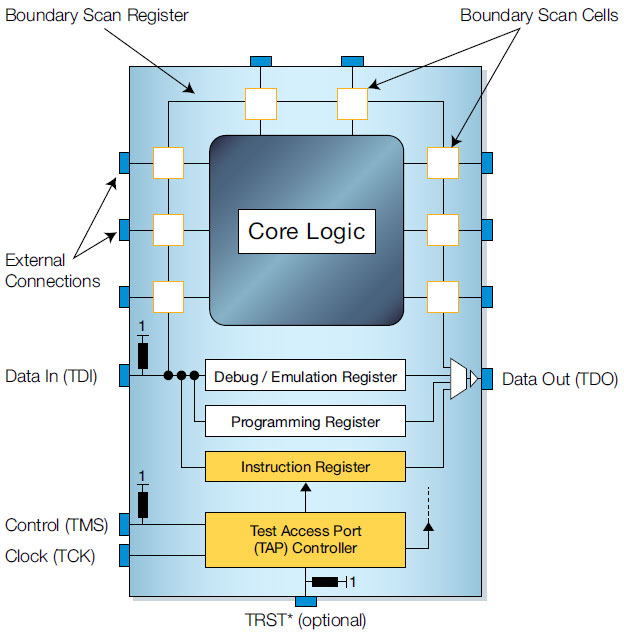 Boundary Scan Register
Boundary Scan Cells
Core Logic
External
Connections
1
Data In (TDI)
Debug / Emulation Register
Data Out (TDO)
Programming Register
Instruction Register
1
Control (TMS)
Test Access Port
(TAP) Controller
Clock (TCK)
1
TRST* (optional)